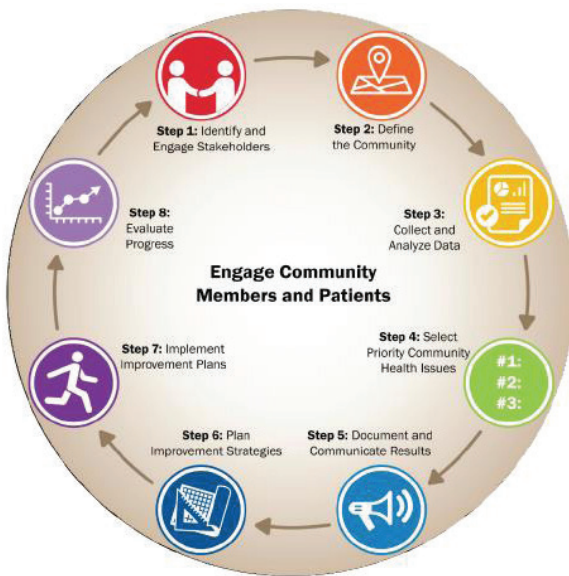 Step 1: Identify and
Engage Stakeholders
Step 2: Define
the Community
Step 3:
Collect and
Analyze Data
Step 4: Select
Priority Community
Health Issues
#1:
#2:
#3:
Step 5: Document and
Communicate Results
Step 6: Plan
Improvement Strategies
Step 7: Implement
Improvement Plans
Step 8:
Evaluate
Progress
Engage Community
Members and Patients